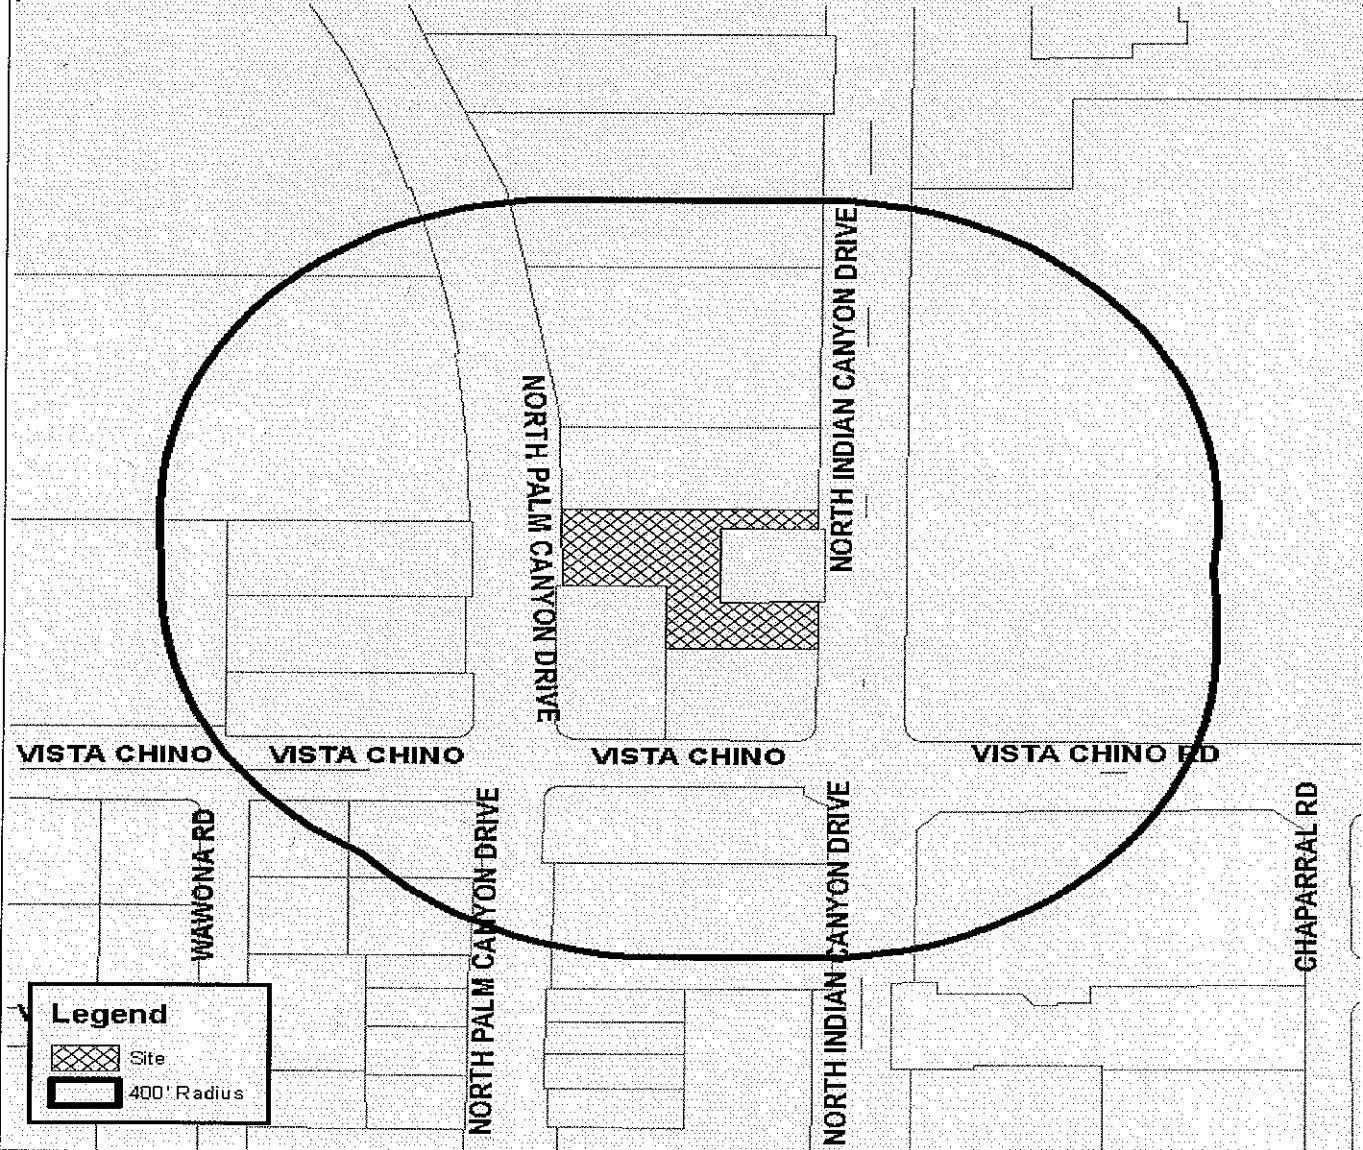 NORTH INDIAN CANYON DRIVE
NORTH PALM CANYON DRIVE
VISTA CHINO
VISTA CHINO
VISTA CHINO
VISTA CHINO RD
WAWONA RD
NORTH PALM CANYON DRIVE
NORTH INDIAN CANYON DRIVE
CHAPARRAL RD
Legend
Site
400' Radius